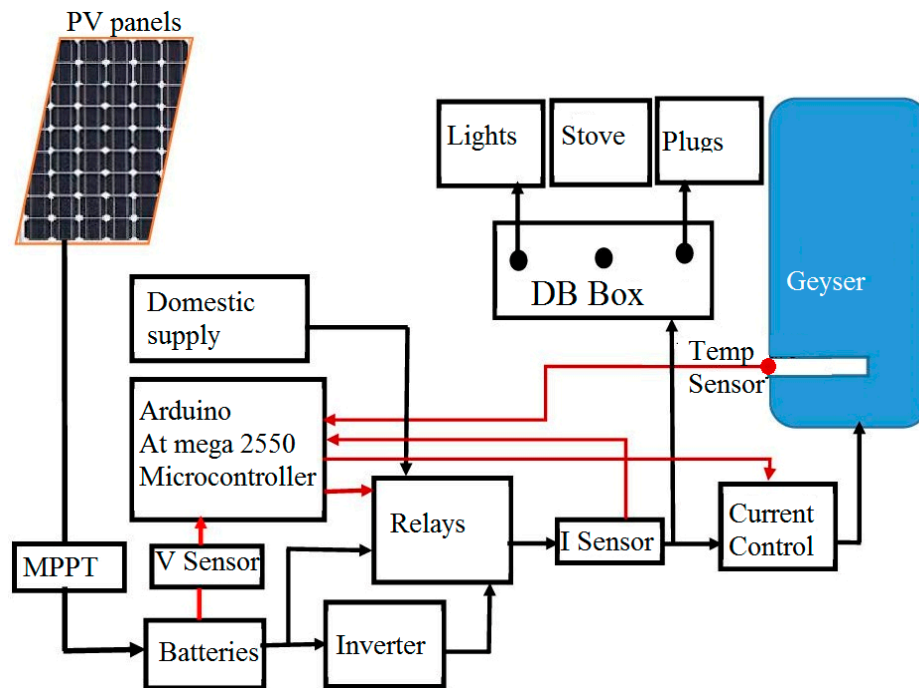 PV panels
Lights
Stove
Plugs
Geyser
DB Box
Domestic
supply
Temp
Sensor
Arduino
At mega 2550
Microcontroller
Relays
I Sensor
Current
Control
MPPT
V Sensor
Batteries
Inverter